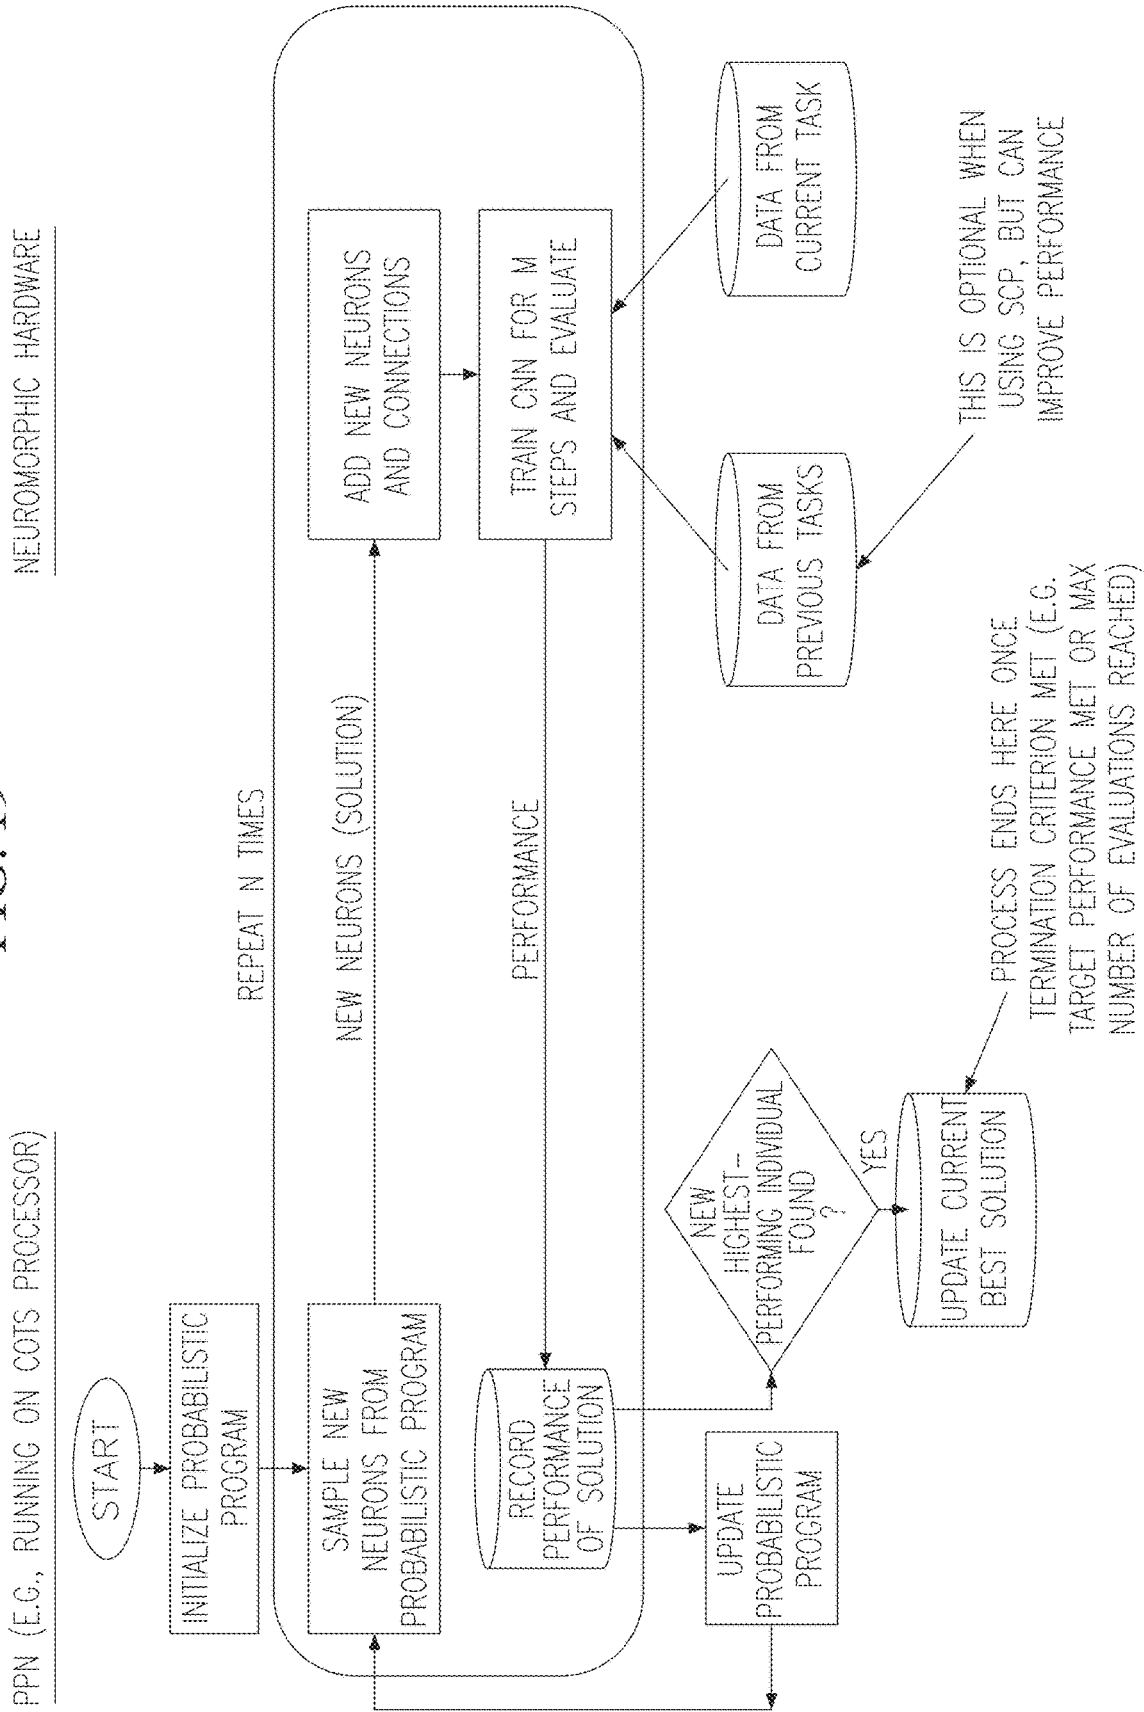 PPN (E.G., RUNNING ON COTS PROCESSOR)
NEUROMORPHIC HARDWARE
START
INITIALIZE PROBABILISTIC
PROGRAM
REPEAT N TIMES
SAMPLE NEW
NEURONS FROM
PROBABILISTIC PROGRAM
NEW NEURONS (SOLUTION)
ADD NEW NEURONS
AND CONNECTIONS
RECORD
PERFORMANCE
OF SOLUTION
PERFORMANCE
TRAIN CNN FOR M
STEPS AND EVALUATE
UPDATE
PROBABILISTIC
PROGRAM
NEW
HIGHEST-
PERFORMING INDIVIDUAL
FOUND
?
YES
UPDATE CURRENT
BEST SOLUTION
DATA FROM
PREVIOUS TASKS
DATA FROM
CURRENT TASK
PROCESS ENDS HERE ONCE
TERMINATION CRITERION MET (E.G.
TARGET PERFORMANCE MET OR MAX
NUMBER OF EVALUATIONS REACHED)
THIS IS OPTIONAL WHEN
USING SCP, BUT CAN
IMPROVE PERFORMANCE